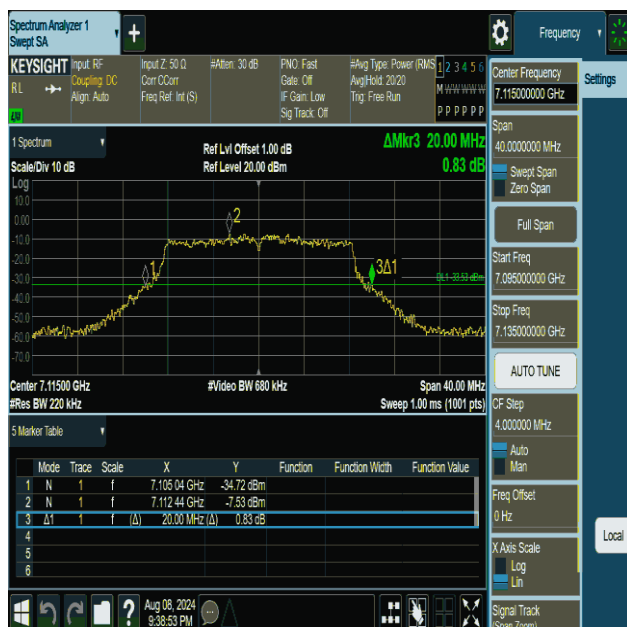 Spectrum Analyzer 1
Swept SA
Frequency
KEYSIGHT
RL
Input: RF
Coupling: DC
Align: Auto
Input Z: 50 Ω
Corr CCorr
Freq Ref: Int (S)
#Atten: 30 dB
PNO: Fast
Gate: Off
IF Gain: Low
Sig Track: Off
#Avg Type: Power (RMS
Avg|Hold: 20/20
Trig: Free Run
1 2 3 4 5 6
M W W W W W
P P P P P P
1 Spectrum
Scale/Div 10 dB
Ref Lvl Offset 1.00 dB
Ref Level 20.00 dBm
ΔMkr3 20.00 MHz
0.83 dB
Log
10.0
0.00
-10.0
-20.0
-30.0
-40.0
-50.0
-60.0
-70.0
1
2
3Δ1
DL1 -33.53 dBm
Center 7.11500 GHz
#Video BW 680 kHz
Span 40.00 MHz
#Res BW 220 kHz
Sweep 1.00 ms (1001 pts)
5 Marker Table
Mode Trace Scale X Y Function Function Width Function Value
1 N 1 f 7.105 04 GHz -34.72 dBm
2 N 1 f 7.112 44 GHz -7.53 dBm
3 Δ1 1 f (Δ) 20.00 MHz (Δ) 0.83 dB
4
5
6
Aug 08, 2024
9:38:53 PM
Center Frequency
7.115000000 GHz
Span
40.0000000 MHz
Swept Span
Zero Span
Full Span
Start Freq
7.095000000 GHz
Stop Freq
7.135000000 GHz
AUTO TUNE
CF Step
4.000000 MHz
Auto
Man
Freq Offset
0 Hz
X Axis Scale
Log
Lin
Signal Track
(Span Zoom)
Settings
Local